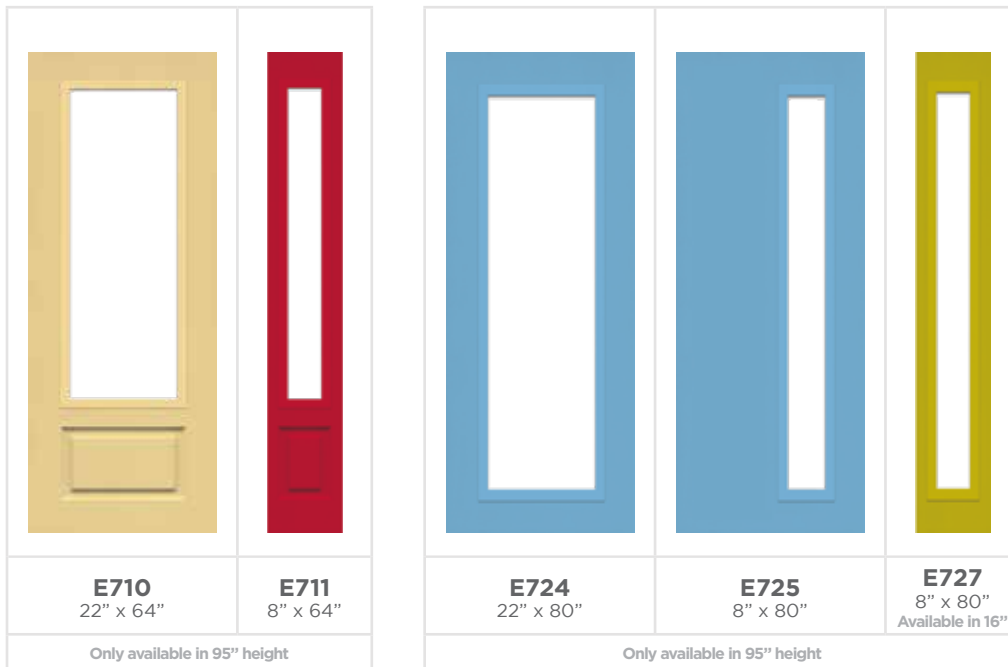 E710
22” x 64”
E711
8” x 64”
Only available in 95” height
E724
22” x 80”
E725
8” x 80”
E727
8” x 80”
Available in 16”
Only available in 95” height